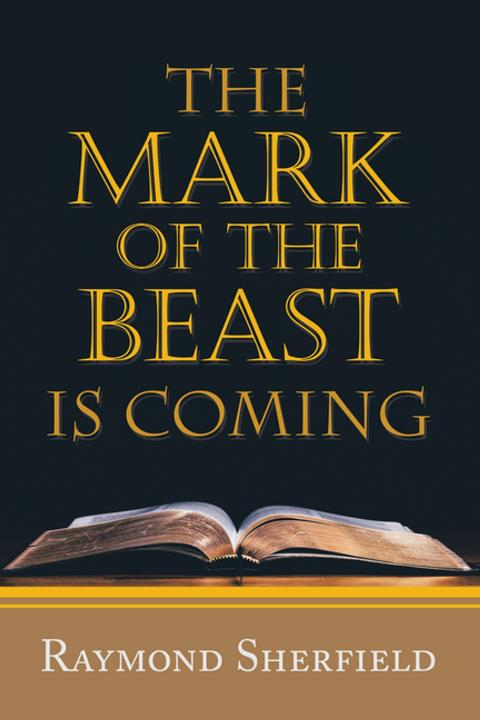 THE
MARK
OF THE
BEAST
IS COMING
RAYMOND SHERFIELD